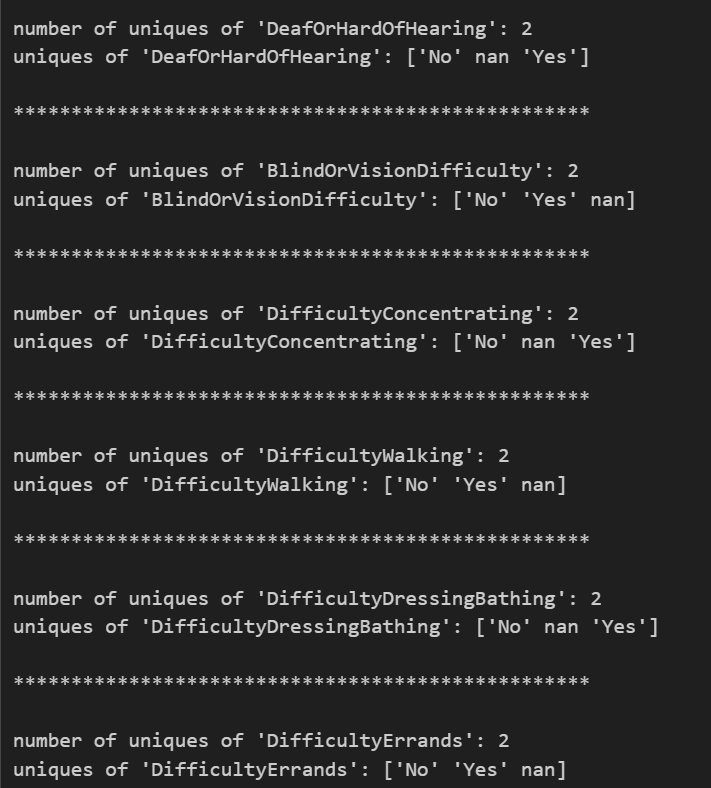 number of uniques of 'DeafOrHardOfHearing': 2
uniques of 'DeafOrHardOfHearing': ['No' nan 'Yes']
**************************************************
number of uniques of 'BlindOrVisionDifficulty': 2
uniques of 'BlindOrVisionDifficulty': ['No' 'Yes' nan]
**************************************************
number of uniques of 'DifficultyConcentrating': 2
uniques of 'DifficultyConcentrating': ['No' nan 'Yes']
**************************************************
number of uniques of 'DifficultyWalking': 2
uniques of 'DifficultyWalking': ['No' 'Yes' nan]
**************************************************
number of uniques of 'DifficultyDressingBathing': 2
uniques of 'DifficultyDressingBathing': ['No' nan 'Yes']
**************************************************
number of uniques of 'DifficultyErrands': 2
uniques of 'DifficultyErrands': ['No' 'Yes' nan]